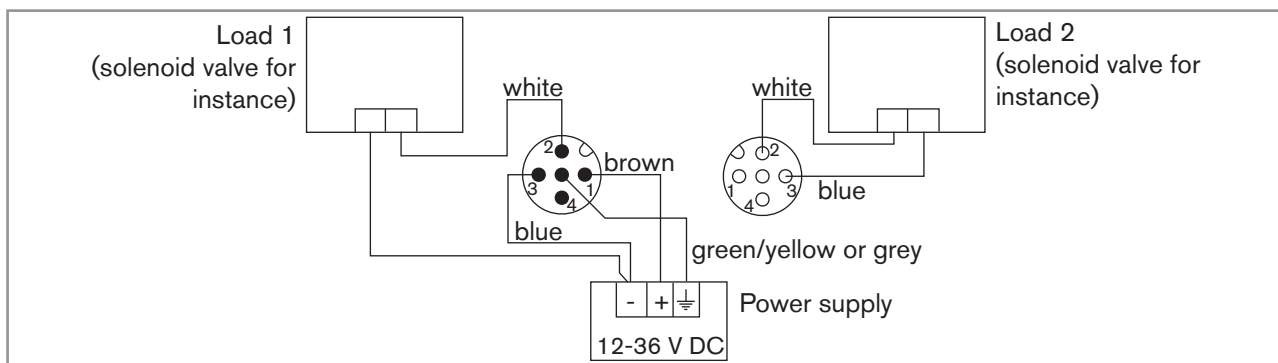 Load 1
(solenoid valve for
instance)
white
2
brown
3
1
4
blue
green/yellow or grey
- +
Power supply
12-36 V DC
Load 2
(solenoid valve for
instance)
white
2
1
3
4
blue